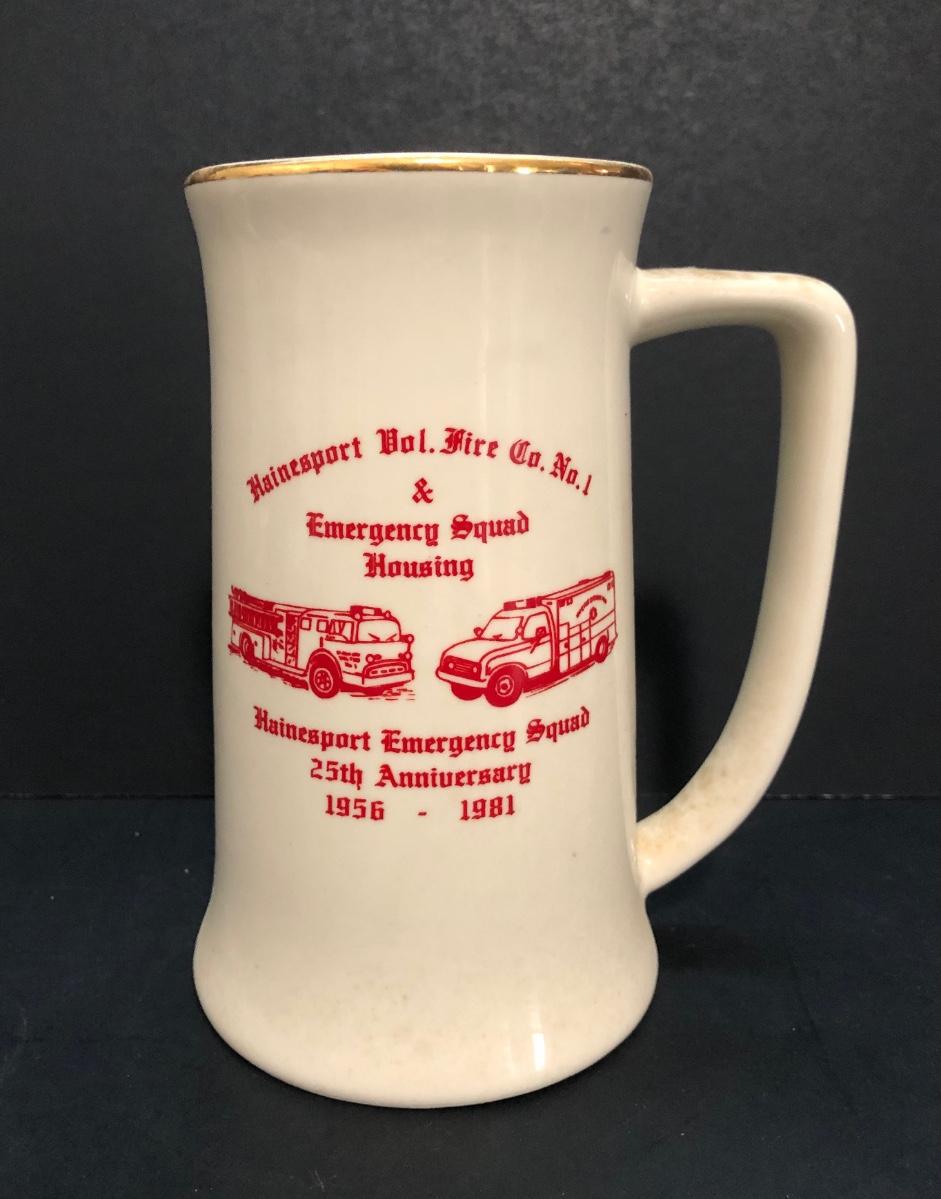 Hainesport Vol. Fire Co. No. 1
&
Emergency Squad
Housing
Hainesport Emergency Squad
25th Anniversary
1956 - 1981